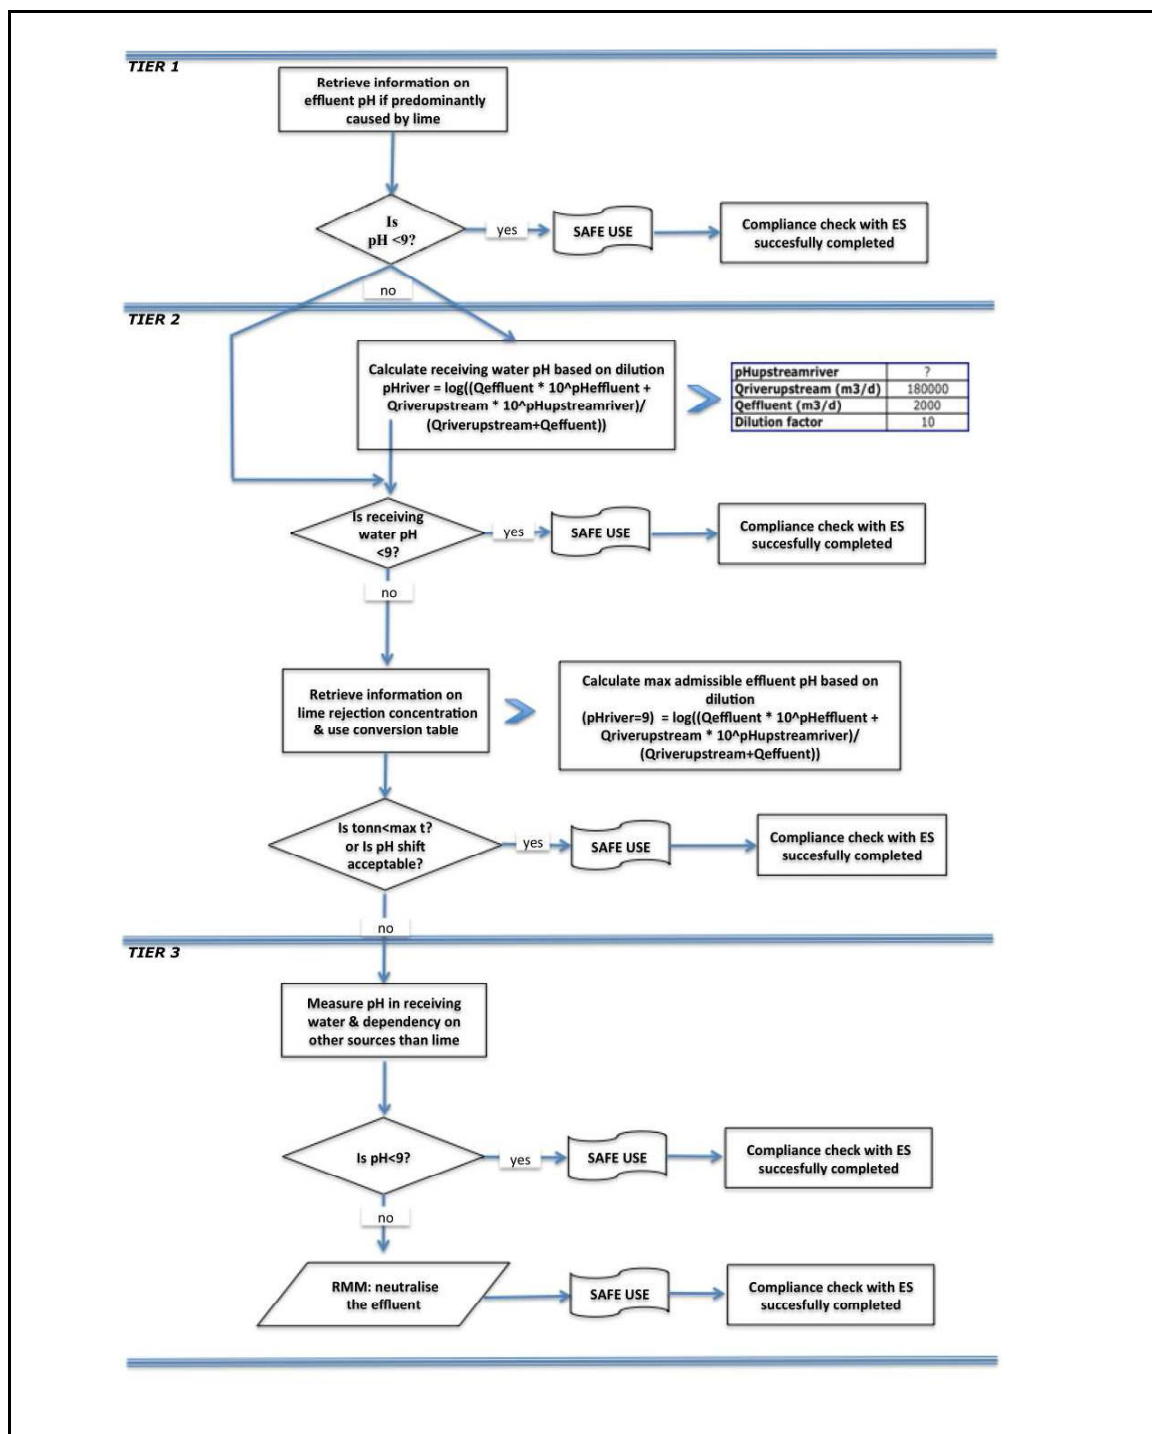 TIER 1
Retrieve information on
effluent pH if predominantly
caused by lime
Is
pH <9?
yes
SAFE USE
Compliance check with ES
succesfully completed
no
TIER 2
Calculate receiving water pH based on dilution
pHriver = log((Qeffluent * 10^pHeffluent +
Qriverupstream * 10^pHupstreamriver)/
(Qriverupstream+Qeffuent))
pHupstreamriver ?
Qriverupstream (m3/d) 180000
Qeffluent (m3/d) 2000
Dilution factor 10
Is receiving
water pH
<9?
yes
SAFE USE
Compliance check with ES
succesfully completed
no
Retrieve information on
lime rejection concentration
& use conversion table
Calculate max admissible effluent pH based on
dilution
(pHriver=9) = log((Qeffluent * 10^pHeffluent +
Qriverupstream * 10^pHupstreamriver)/
(Qriverupstream+Qeffuent))
Is tonn<max t?
or Is pH shift
acceptable?
yes
SAFE USE
Compliance check with ES
succesfully completed
no
TIER 3
Measure pH in receiving
water & dependency on
other sources than lime
Is pH<9?
yes
SAFE USE
Compliance check with ES
succesfully completed
no
RMM: neutralise
the effluent
SAFE USE
Compliance check with ES
succesfully completed